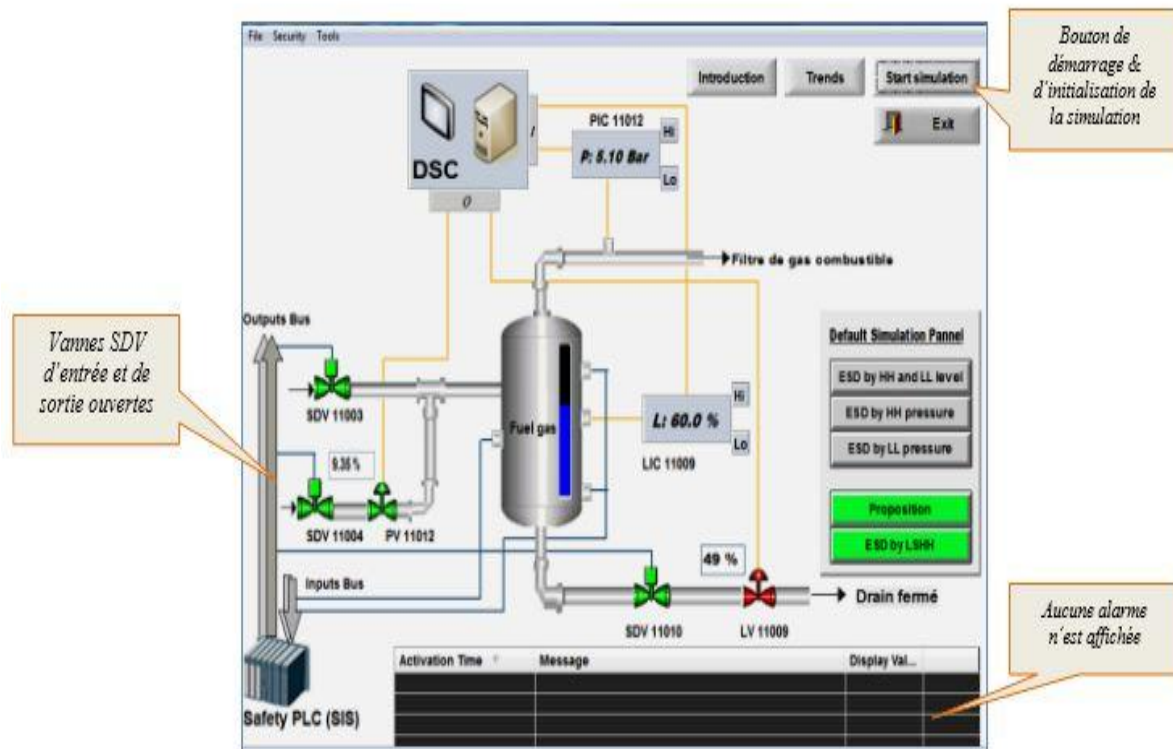 File Security Tools
Introduction
Trends
Start simulation
Exit
Bouton de
démarrage &
d'initialisation de
la simulation
DSC
I
O
PIC 11012
P: 5.10 Bar
Hi
Lo
Filtre de gas combustible
Outputs Bus
Vannes SDV
d'entrée et de
sortie ouvertes
SDV 11003
Fuel gas
L: 60.0 %
Hi
Lo
LIC 11009
Default Simulation Pannel
ESD by HH and LL level
ESD by HH pressure
ESD by LL pressure
Proposition
ESD by LSHH
9.35 %
SDV 11004
PV 11012
Inputs Bus
49 %
Drain fermé
SDV 11010
LV 11009
Aucune alarme
n'est affichée
Activation Time Message Display Val...
Safety PLC (SIS)